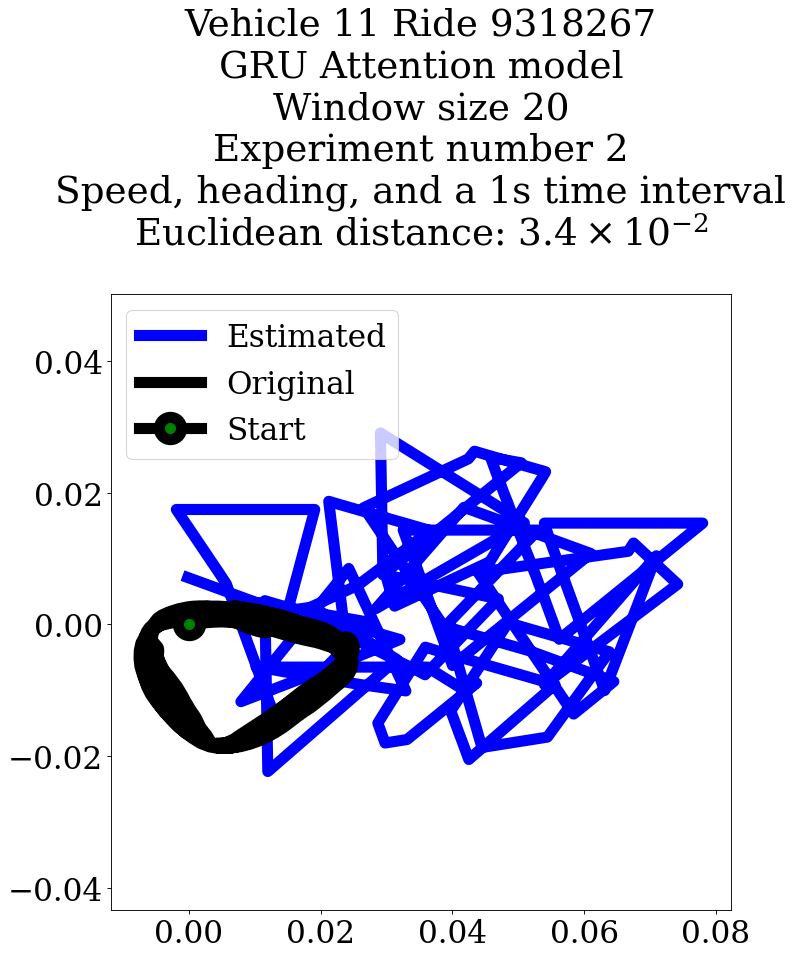 Vehicle 11 Ride 9318267
GRU Attention model
Window size 20
Experiment number 2
Speed, heading, and a 1s time interval
Euclidean distance: 3.4 × 10⁻²
Estimated
Original
Start
0.04
0.02
0.00
−0.02
−0.04
0.00 0.02 0.04 0.06 0.08